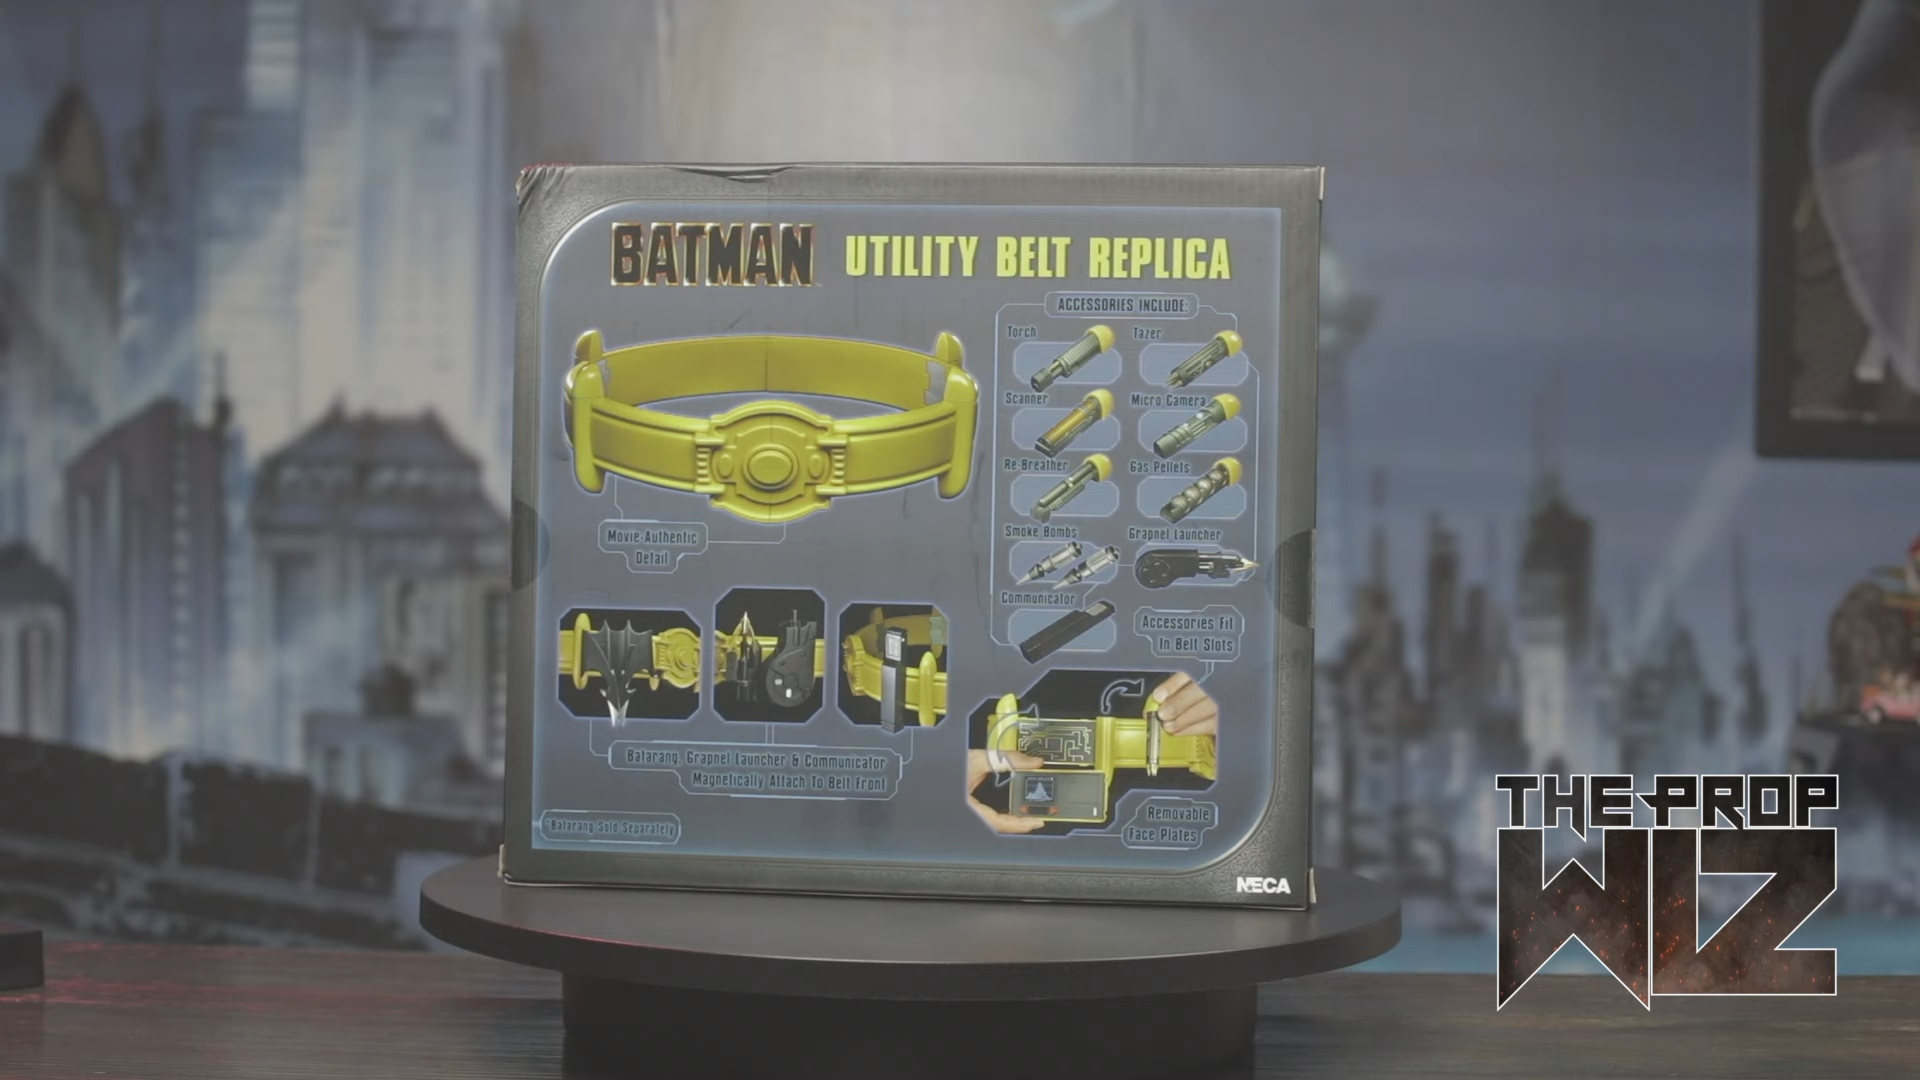 BATMAN UTILITY BELT REPLICA
ACCESSORIES INCLUDE:
Torch
Tazer
Scanner
Micro Camera
Re-Breather
Gas Pellets
Smoke Bombs
Grapnel Launcher
Communicator
Accessories Fit
In Belt Slots
Movie-Authentic
Detail
Batarang, Grapnel Launcher & Communicator
Magnetically Attach To Belt Front
Removable
Face Plates
*Batarang Sold Separately
NECA
THE PROP
WIZ